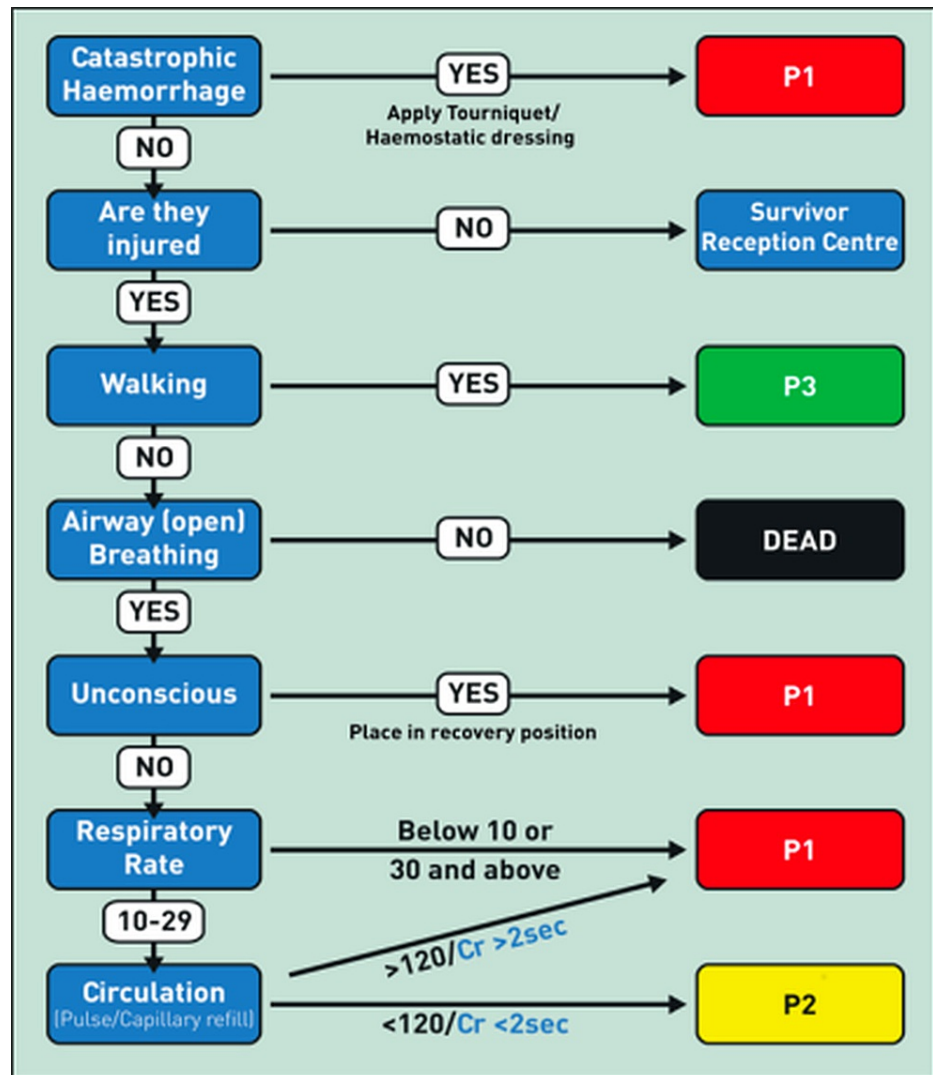 Catastrophic
Haemorrhage
YES
Apply Tourniquet/
Haemostatic dressing
P1
NO
Are they
injured
NO
Survivor
Reception Centre
YES
Walking
YES
P3
NO
Airway (open)
Breathing
NO
DEAD
YES
Unconscious
YES
Place in recovery position
P1
NO
Respiratory
Rate
Below 10 or
30 and above
P1
10-29
>120/Cr >2sec
Circulation
(Pulse/Capillary refill)
<120/Cr <2sec
P2